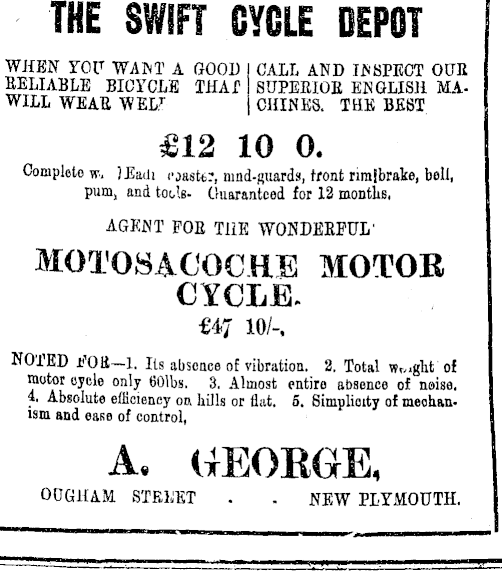 THE SWIFT CYCLE DEPOT
WHEN YOU WANT A GOOD
RELIABLE BICYCLE THAT
WILL WEAR WELL
CALL AND INSPECT OUR
SUPERIOR ENGLISH MA-
CHINES. THE BEST
£12 10 0.
Complete mud-guards, front rim brake, bell,
pump, and tools. Guaranteed for 12 months.
AGENT FOR THE WONDERFUL
MOTOSACOCHE MOTOR
CYCLE.
£47 10/-,
NOTED FOR—1. Its absence of vibration. 2. Total weight of
motor cycle only 60lbs. 3. Almost entire absence of noise.
4. Absolute efficiency on hills or flat. 5. Simplicity of mechan-
ism and ease of control,
A. GEORGE,
OUGHAM STREET - - NEW PLYMOUTH.